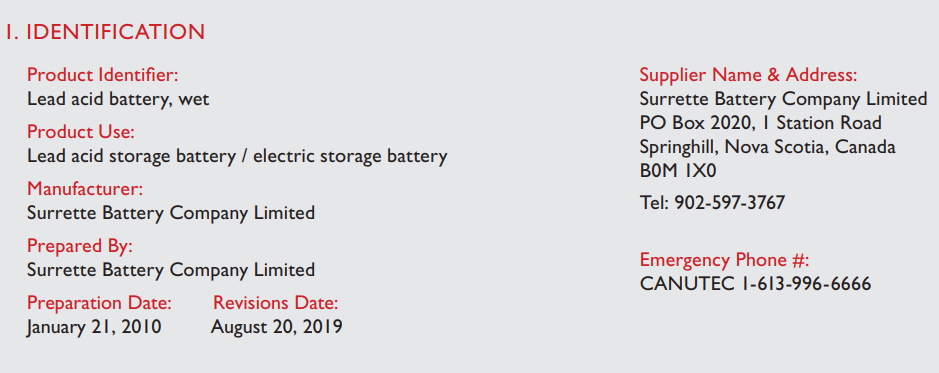 I. IDENTIFICATION
Product Identifier:
Lead acid battery, wet
Product Use:
Lead acid storage battery / electric storage battery
Manufacturer:
Surrette Battery Company Limited
Prepared By:
Surrette Battery Company Limited
Preparation Date: Revisions Date:
January 21, 2010 August 20, 2019
Supplier Name & Address:
Surrette Battery Company Limited
PO Box 2020, 1 Station Road
Springhill, Nova Scotia, Canada
B0M 1X0
Tel: 902-597-3767
Emergency Phone #:
CANUTEC 1-613-996-6666